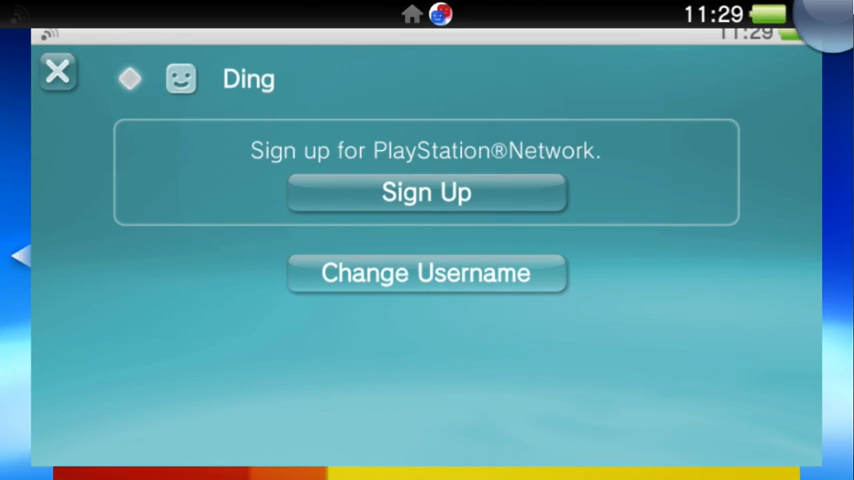 11:29
11:29
Ding
Sign up for PlayStation®Network.
Sign Up
Change Username